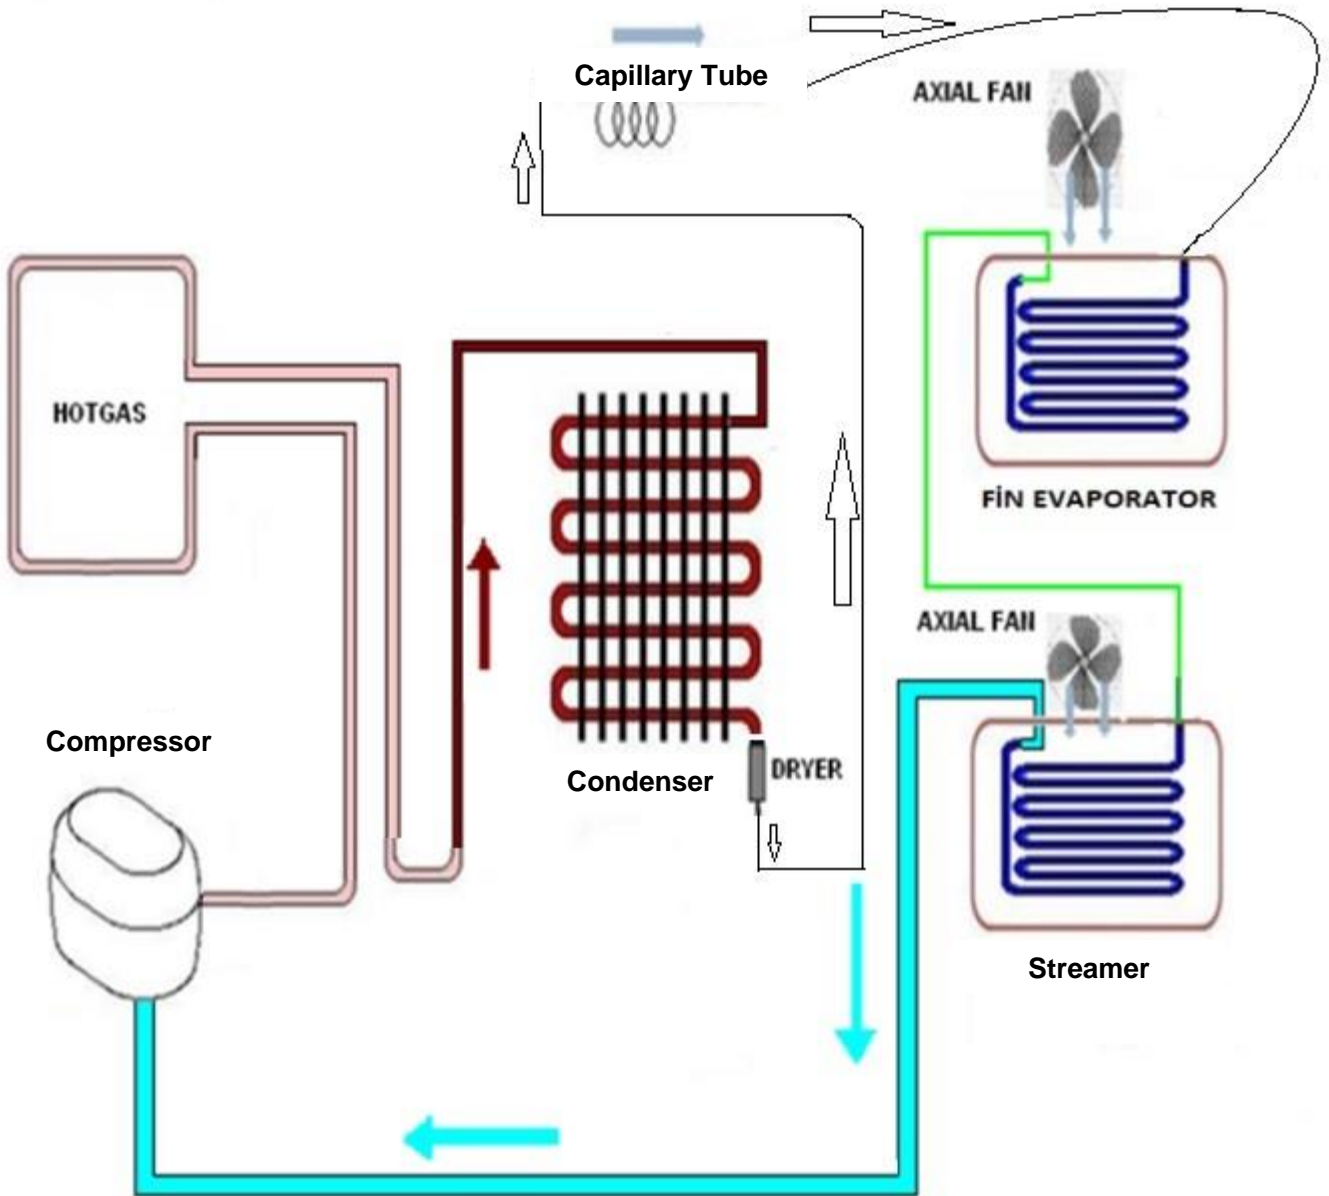 Capillary Tube
AXIAL FAN
HOTGAS
FİN EVAPORATOR
AXIAL FAN
Compressor
Condenser
DRYER
Streamer